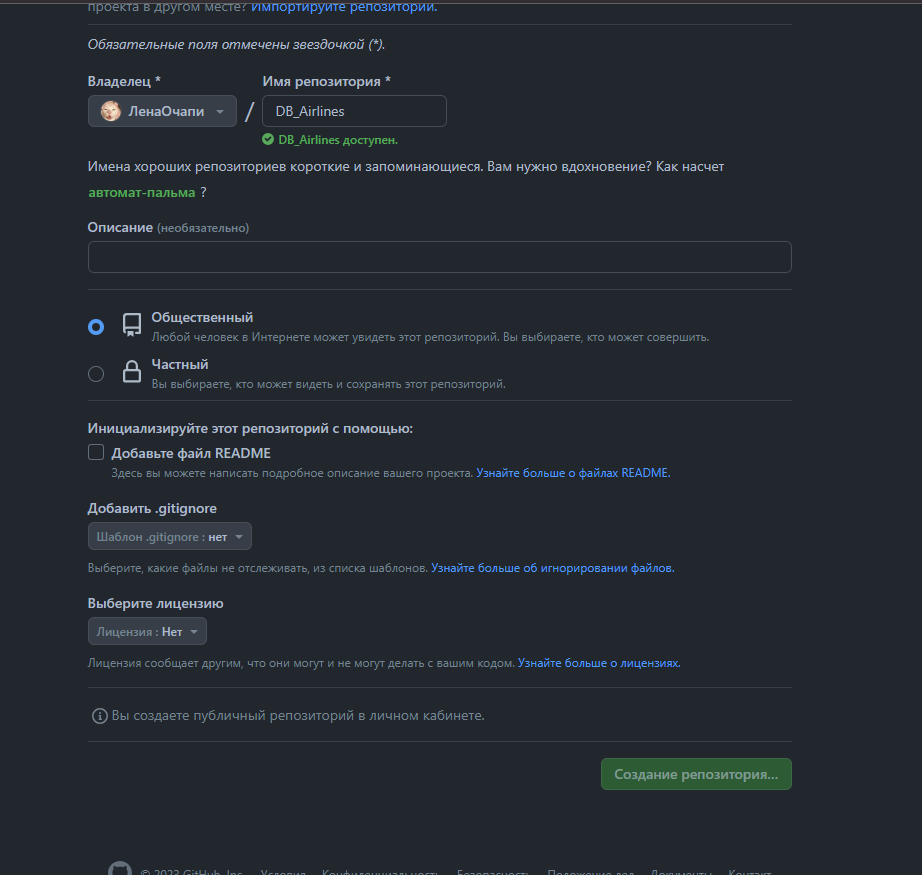 проекта в другом месте? Импортируйте репозиторий.
Обязательные поля отмечены звездочкой (*).
Владелец *
Имя репозитория *
ЛенаОчапи / DB_Airlines
DB_Airlines доступен.
Имена хороших репозиториев короткие и запоминающиеся. Вам нужно вдохновение? Как насчет
автомат-пальма ?
Описание (необязательно)
Общественный
Любой человек в Интернете может увидеть этот репозиторий. Вы выбираете, кто может совершить.
Частный
Вы выбираете, кто может видеть и сохранять этот репозиторий.
Инициализируйте этот репозиторий с помощью:
Добавьте файл README
Здесь вы можете написать подробное описание вашего проекта. Узнайте больше о файлах README.
Добавить .gitignore
Шаблон .gitignore : нет
Выберите, какие файлы не отслеживать, из списка шаблонов. Узнайте больше об игнорировании файлов.
Выберите лицензию
Лицензия : Нет
Лицензия сообщает другим, что они могут и не могут делать с вашим кодом. Узнайте больше о лицензиях.
Вы создаете публичный репозиторий в личном кабинете.
Создание репозитория...
© 2023 GitHub, Inc. Условия Конфиденциальность Безопасность Положение дел Документы Контакт